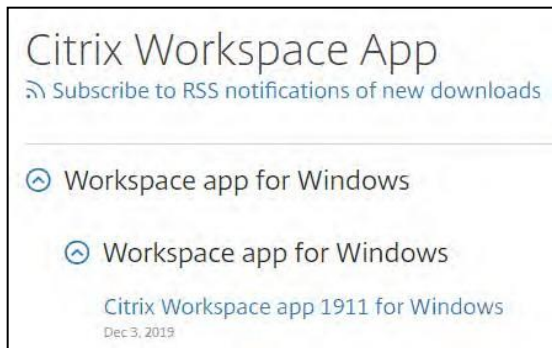 Citrix Workspace App
Subscribe to RSS notifications of new downloads
Workspace app for Windows
Workspace app for Windows
Citrix Workspace app 1911 for Windows
Dec 3, 2019